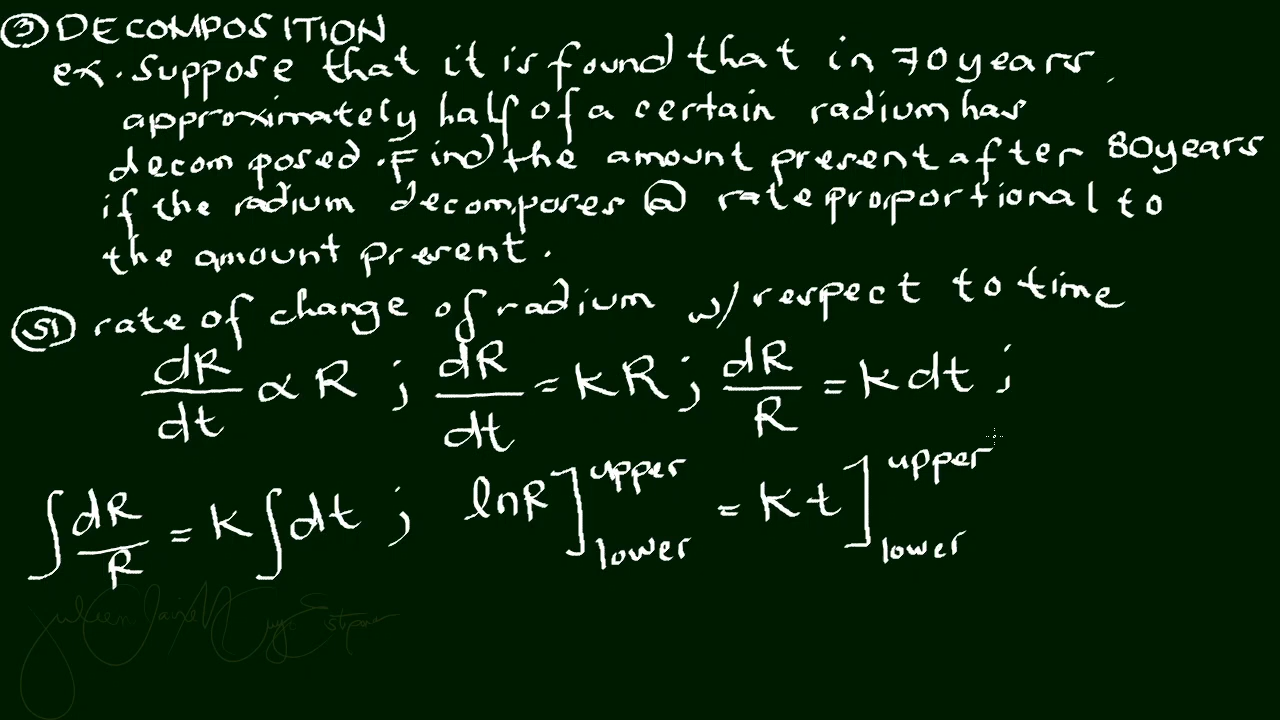 ③ DECOMPOSITION
ex. suppose that it is found that in 70 years
approximately half of a certain radium has
decomposed. Find the amount present after 80 years
if the radium decomposes @ rate proportional to
the amount present.
S1 rate of change of radium w/ respect to time
dR/dt ∝ R ; dR/dt = KR ; dR/R = K dt ;
∫ dR/R = K ∫ dt ; ln R ] upper lower = K t ] upper lower